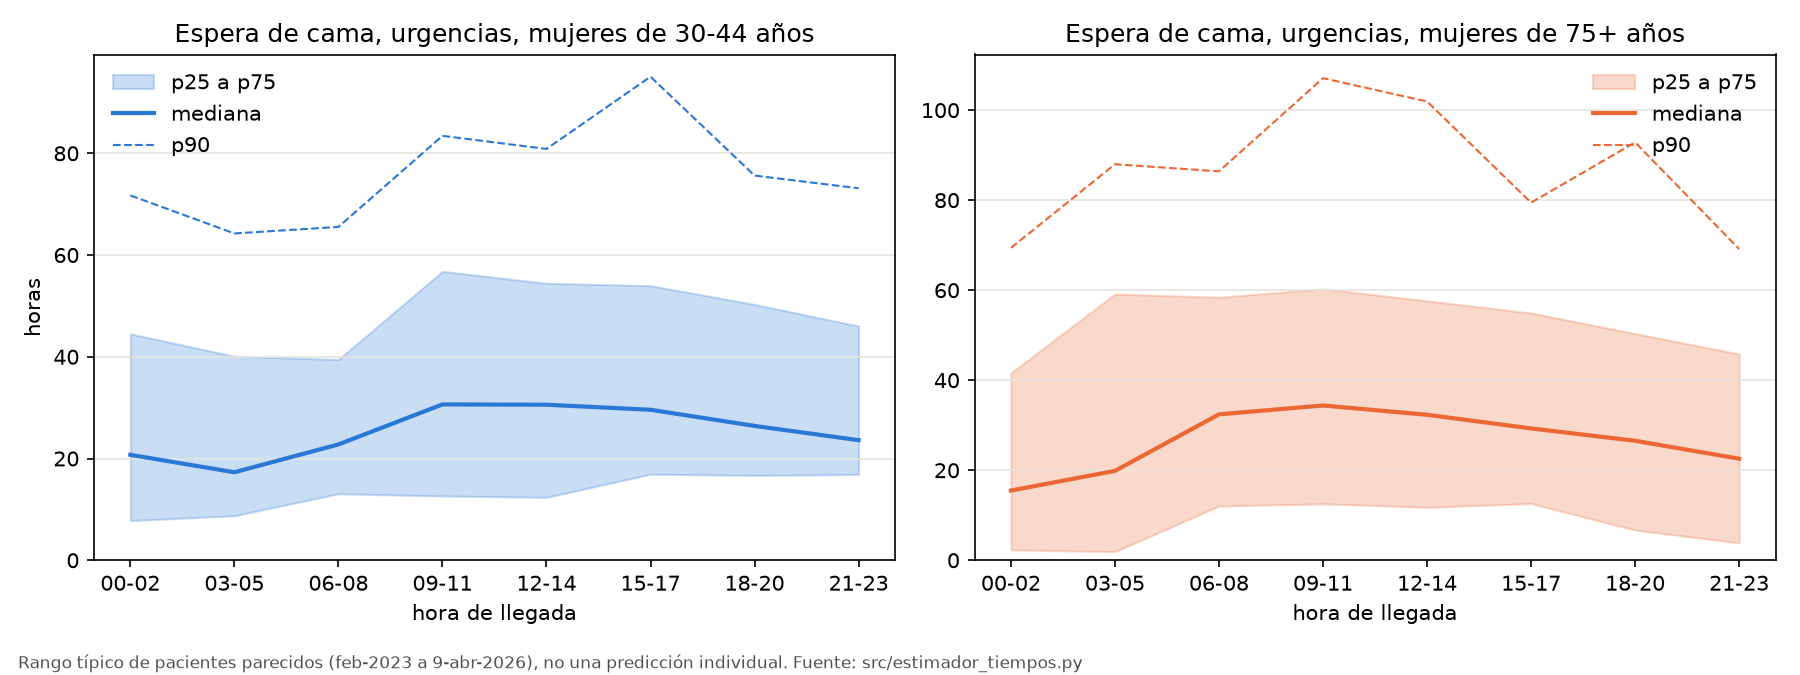 Espera de cama, urgencias, mujeres de 30-44 años
p25 a p75
mediana
p90
horas
80
60
40
20
0
00-02 03-05 06-08 09-11 12-14 15-17 18-20 21-23
hora de llegada
Espera de cama, urgencias, mujeres de 75+ años
p25 a p75
mediana
p90
100
80
60
40
20
0
00-02 03-05 06-08 09-11 12-14 15-17 18-20 21-23
hora de llegada
Rango típico de pacientes parecidos (feb-2023 a 9-abr-2026), no una predicción individual. Fuente: src/estimador_tiempos.py